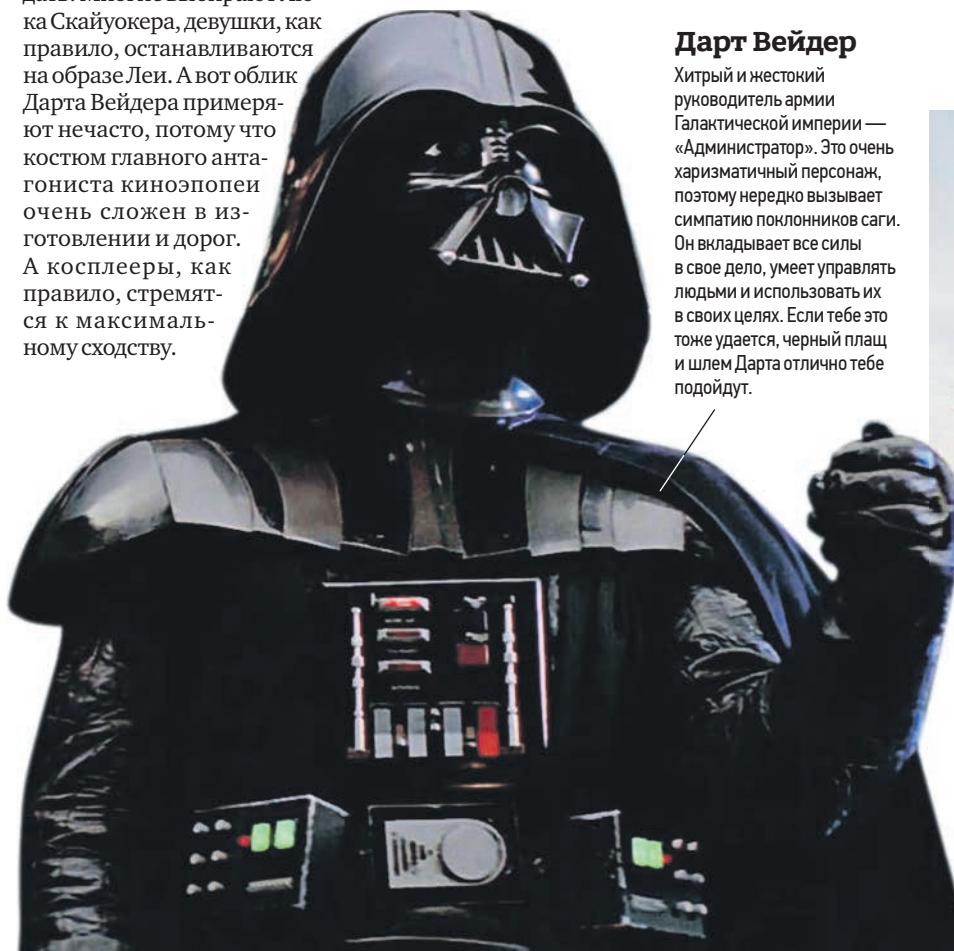 ка Скайуокера, девушки, как
правило, останавливаются
на образе Леи. А вот облик
Дарта Вейдера примеря-
ют нечасто, потому что
костюм главного анта-
гониста киноэпопеи
очень сложен в из-
готовлении и дорог.
А косплееры, как
правило, стремят-
ся к максималь-
ному сходству.
Дарт Вейдер
Хитрый и жестокий
руководитель армии
Галактической империи —
«Администратор». Это очень
харизматичный персонаж,
поэтому нередко вызывает
симпатию поклонников саги.
Он вкладывает все силы
в свое дело, умеет управлять
людьми и использовать их
в своих целях. Если тебе это
тоже удается, черный плащ
и шлем Дарта отлично тебе
подойдут.